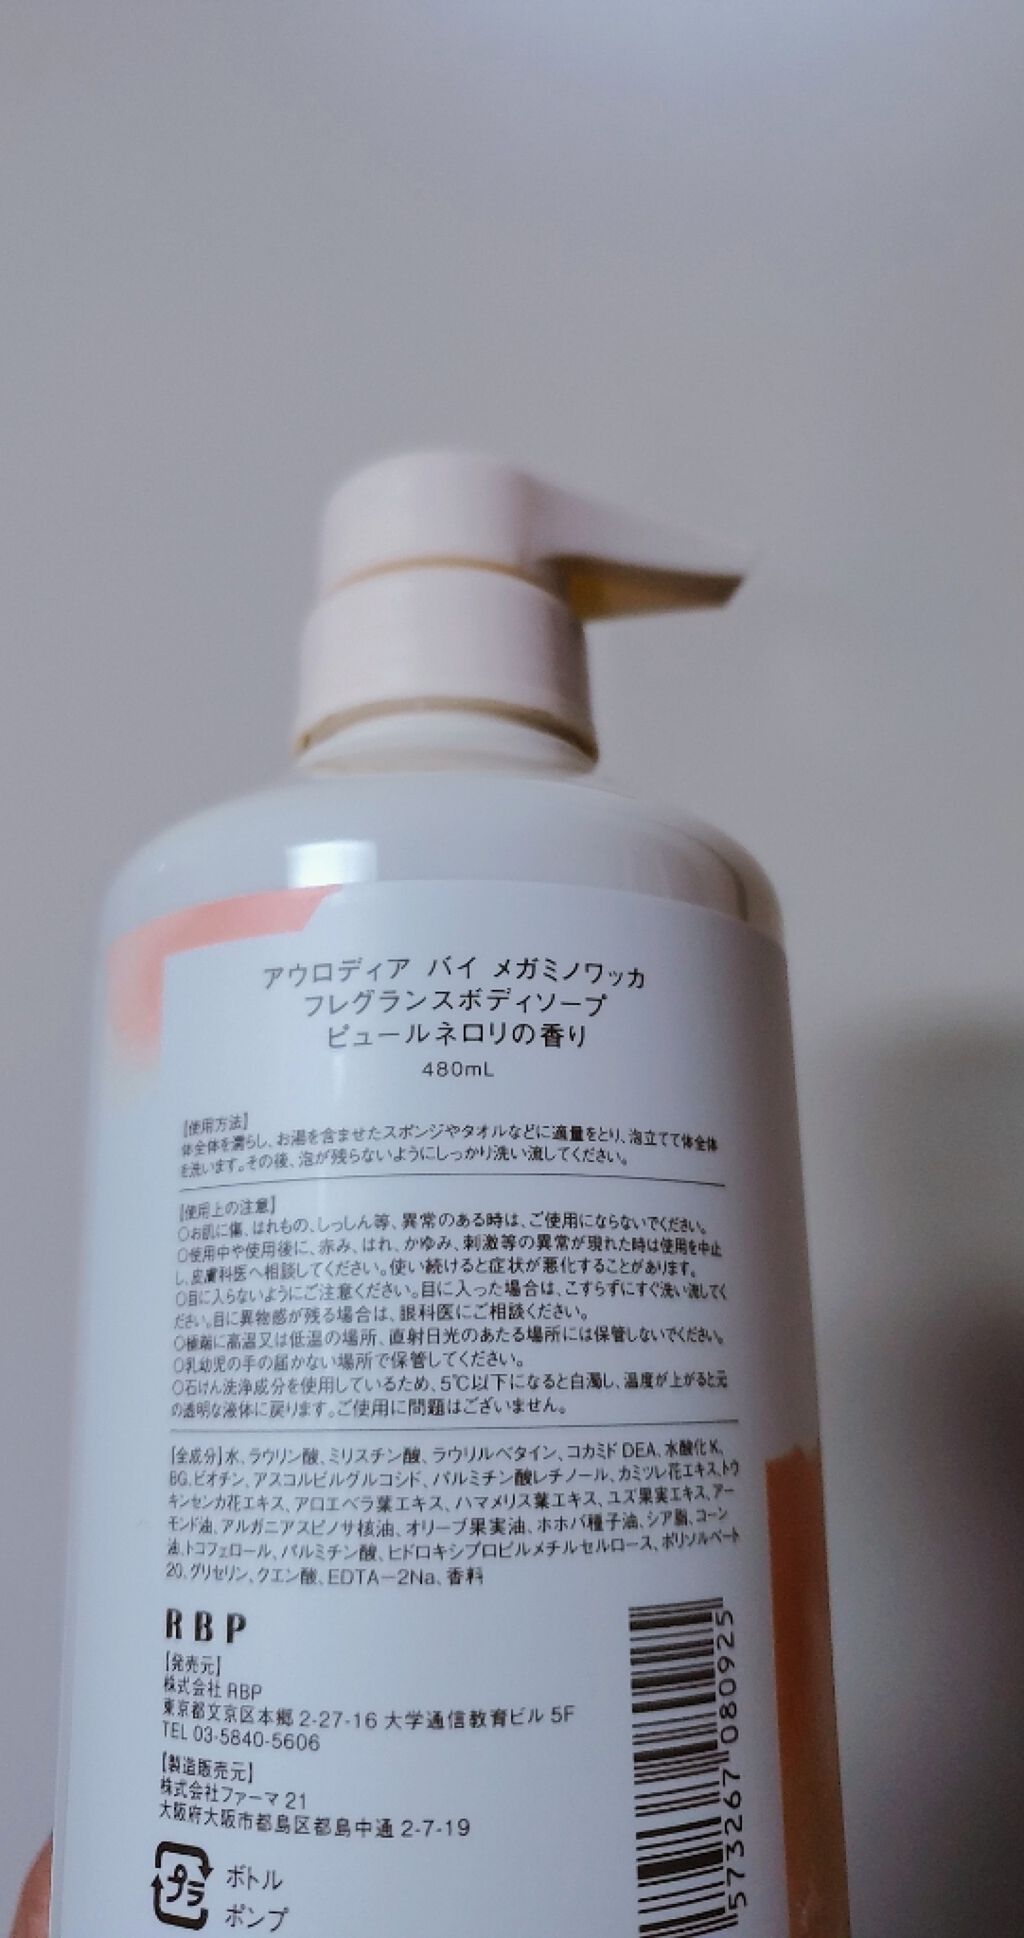 アウロディア バイ メガミノワッカ
フレグランスボディソープ
ピュールネロリの香り
480mL
【使用方法】
体全体を濡らし、お湯を含ませたスポンジやタオルなどに適量をとり、泡立てて体全体
を洗います。その後、泡が残らないようにしっかり洗い流してください。
【使用上の注意】
○お肌に傷、はれもの、しっしん等、異常のある時は、ご使用にならないでください。
○使用中や使用後に、赤み、はれ、かゆみ、刺激等の異常が現れた時は使用を中止
し、皮膚科医へ相談してください。使い続けると症状が悪化することがあります。
○目に入らないようにご注意ください。目に入った場合は、こすらずにすぐ洗い流してく
ださい。目に異物感が残る場合は、眼科医にご相談ください。
○極端に高温又は低温の場所、直射日光のあたる場所には保管しないでください。
○乳幼児の手の届かない場所で保管してください。
○石けん洗浄成分を使用しているため、5℃以下になると白濁し、温度が上がると元
の透明な液体に戻ります。ご使用に問題はございません。
【全成分】水、ラウリン酸、ミリスチン酸、ラウリルベタイン、コカミドDEA、水酸化K、
BG、ビオチン、アスコルビルグルコシド、パルミチン酸レチノール、カミツレ花エキス、トウ
キンセンカ花エキス、アロエベラ葉エキス、ハマメリス葉エキス、ユズ果実エキス、アー
モンド油、アルガニアスピノサ核油、オリーブ果実油、ホホバ種子油、シア脂、コーン
油、トコフェロール、パルミチン酸、ヒドロキシプロピルメチルセルロース、ポリソルベート
20、グリセリン、クエン酸、EDTA-2Na、香料
RBP
【発売元】
株式会社 RBP
東京都文京区本郷 2-27-16 大学通信教育ビル 5F
TEL 03-5840-5606
【製造販売元】
株式会社ファーマ 21
大阪府大阪市都島区都島中通 2-7-19
プラ
ボトル
ポンプ
573267 080925